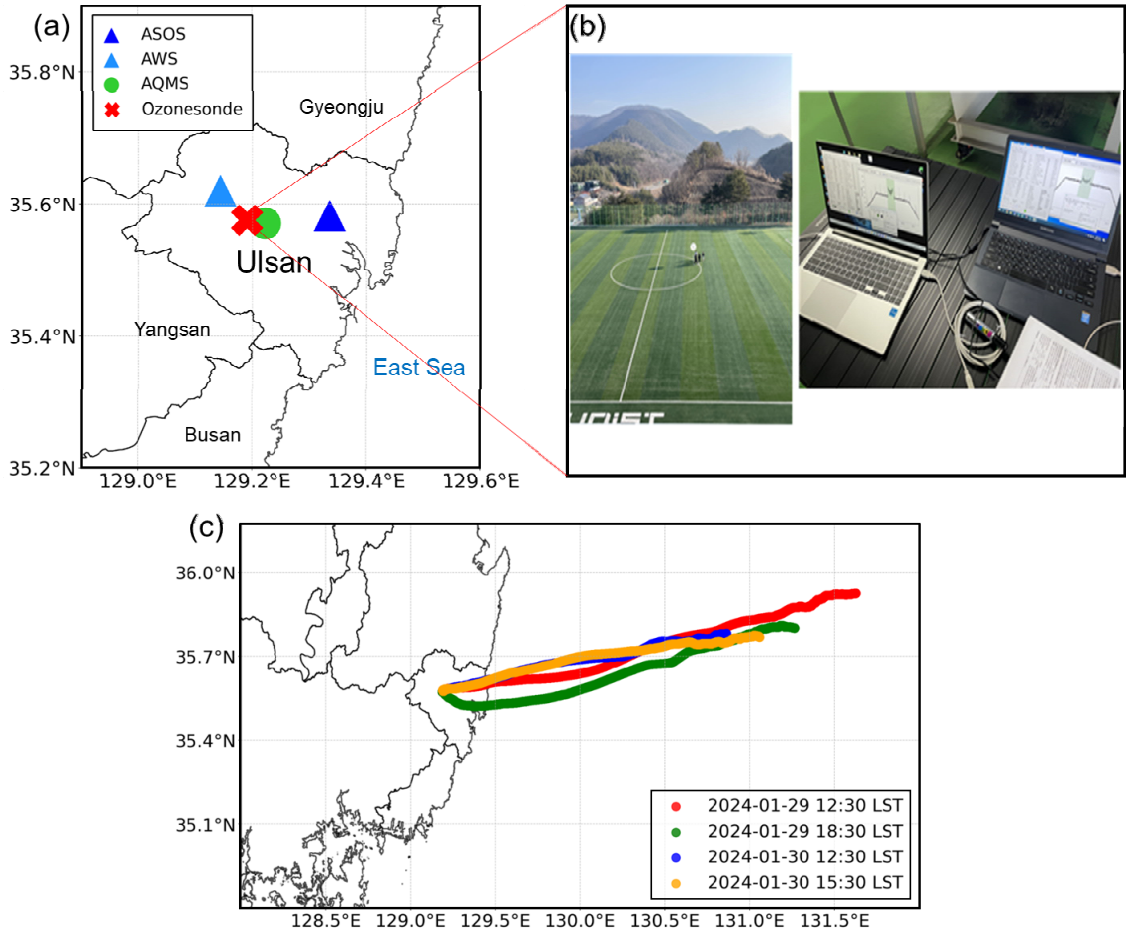 (a)
ASOS
AWS
AQMS
Ozonesonde
Gyeongju
Ulsan
Yangsan
East Sea
Busan
35.8°N
35.6°N
35.4°N
35.2°N
129.0°E
129.2°E
129.4°E
129.6°E
(b)
(c)
36.0°N
35.7°N
35.4°N
35.1°N
128.5°E
129.0°E
129.5°E
130.0°E
130.5°E
131.0°E
131.5°E
2024-01-29 12:30 LST
2024-01-29 18:30 LST
2024-01-30 12:30 LST
2024-01-30 15:30 LST